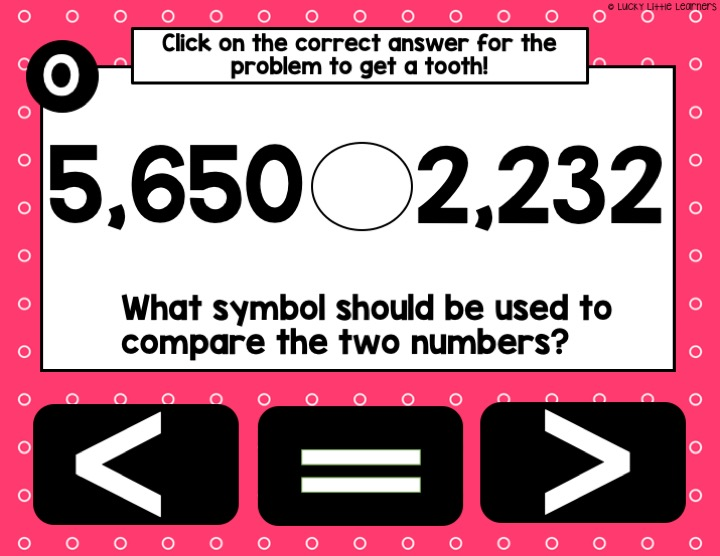 © Lucky Little Learners
Click on the correct answer for the
problem to get a tooth!
O
5,650 2,232
What symbol should be used to
compare the two numbers?
< = >